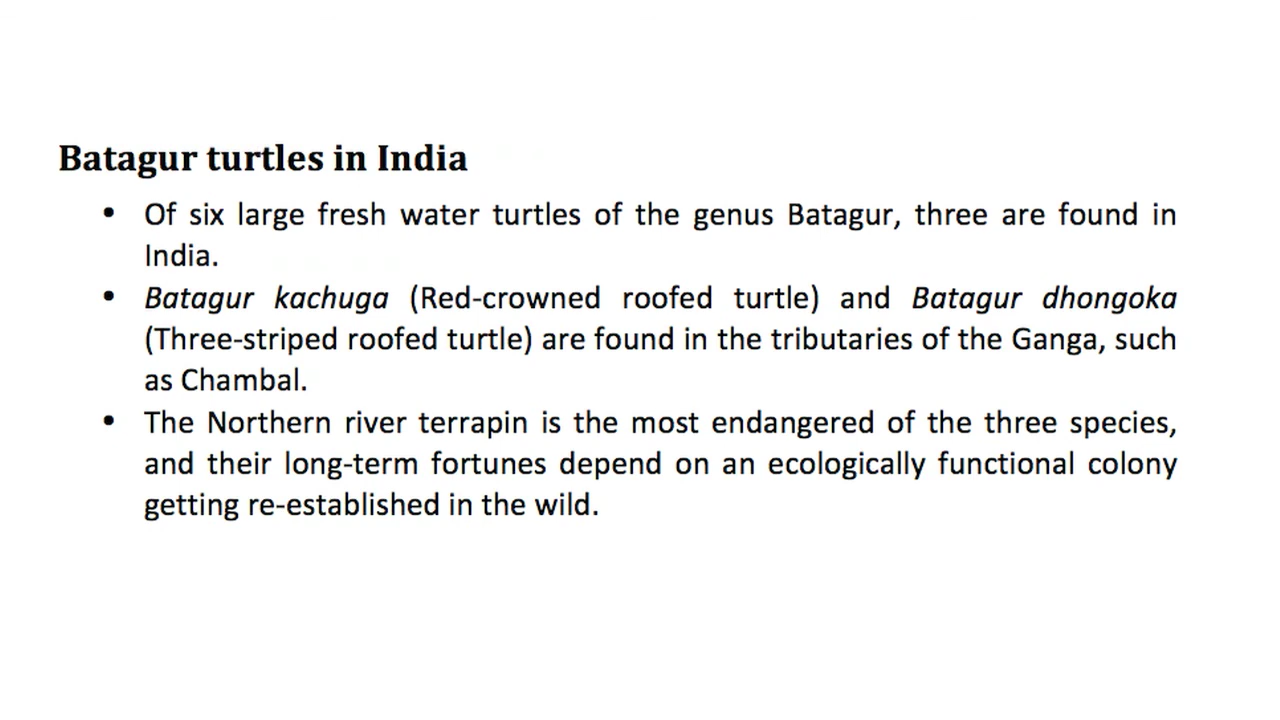 Batagur turtles in India
• Of six large fresh water turtles of the genus Batagur, three are found in
India.
• Batagur kachuga (Red-crowned roofed turtle) and Batagur dhongoka
(Three-striped roofed turtle) are found in the tributaries of the Ganga, such
as Chambal.
• The Northern river terrapin is the most endangered of the three species,
and their long-term fortunes depend on an ecologically functional colony
getting re-established in the wild.